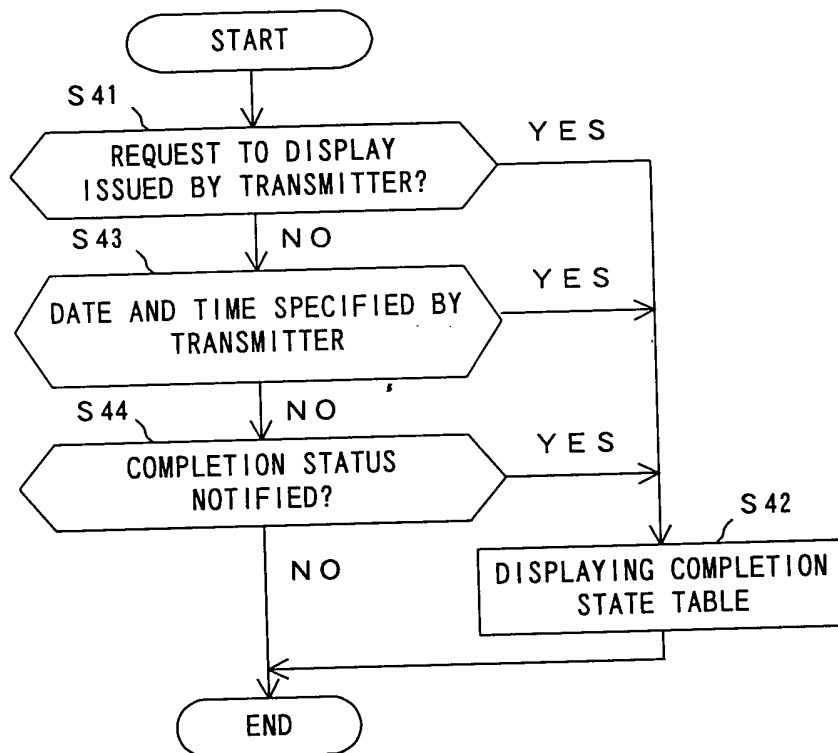 START
S41
REQUEST TO DISPLAY
ISSUED BY TRANSMITTER?
YES
NO
S43
DATE AND TIME SPECIFIED BY
TRANSMITTER
YES
NO
S44
COMPLETION STATUS
NOTIFIED?
YES
NO
S42
DISPLAYING COMPLETION
STATE TABLE
END